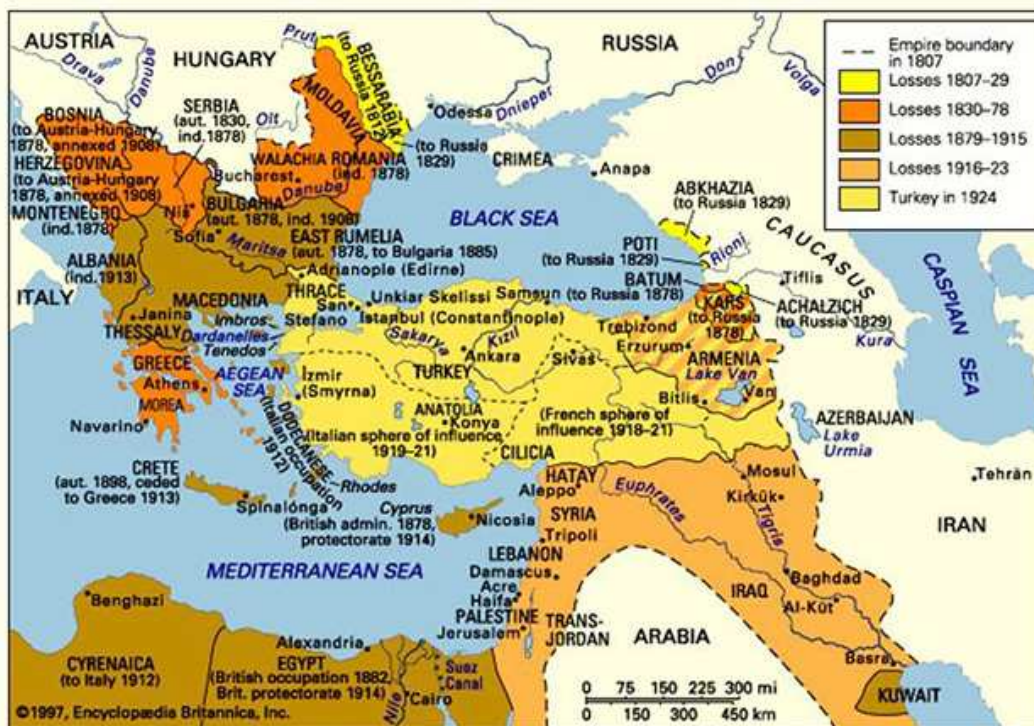 AUSTRIA
Drava
Danube
HUNGARY
Prut
BESSARABIA
(to Russia 1812)
RUSSIA
Don
Volga
Empire boundary
in 1807
Losses 1807–29
Losses 1830–78
Losses 1879–1915
Losses 1916–23
Turkey in 1924
BOSNIA
(to Austria-Hungary
1878, annexed 1908)
HERZEGOVINA
(to Austria-Hungary
1878, annexed 1908)
MONTENEGRO
(ind.1878)
SERBIA
(aut. 1830,
ind.1878)
Olt
MOLDAVIA
Odessa
Dnieper
(to Russia
1829)
WALACHIA
ROMANIA
(ind. 1878)
Bucharest
Danube
CRIMEA
Anapa
Niš
BULGARIA
(aut. 1878, ind. 1908)
Sofia
Maritsa
EAST RUMELIA
(aut. 1878, to Bulgaria 1885)
BLACK SEA
ABKHAZIA
(to Russia 1829)
CAUCASUS
Rioni
POTI
(to Russia 1829)
BATUM
(to Russia 1878)
Tiflis
ACHALZICH
(to Russia 1829)
KARS
(to Russia
1878)
Kura
CASPIAN SEA
ALBANIA
(ind.1913)
ITALY
Adrianople (Edirne)
THRACE
San
Stefano
Unkiar Skelissi
Istanbul (Constantinople)
Samsun
Trebizond
Erzurum
ARMENIA
Lake Van
Van
Bitlis
MACEDONIA
Janina
THESSALY
Imbros
Dardanelles
Tenedos
Sakarya
Kızıl
Ankara
Sivas
TURKEY
GREECE
Athens
AEGEAN
SEA
MOREA
Navarino
İzmir
(Smyrna)
ANATOLIA
Konya
(Italian sphere of influence
1919–21)
(French sphere of
influence 1918–21)
CILICIA
AZERBAIJAN
Lake
Urmia
Tehrān
IRAN
DODECANESE
(Italian occupation
1912)
Rhodes
CRETE
(aut. 1898, ceded
to Greece 1913)
Spinalónga
Cyprus
(British admin. 1878,
protectorate 1914)
Nicosia
HATAY
Aleppo
SYRIA
Tripoli
Euphrates
Mosul
Kirkūk
Tigris
MEDITERRANEAN SEA
LEBANON
Damascus
Acre
Haifa
PALESTINE
Jerusalem
TRANS-
JORDAN
Baghdad
IRAQ
Al-Kūt
Basra
KUWAIT
ARABIA
Benghazi
CYRENAICA
(to Italy 1912)
Alexandria
EGYPT
(British occupation 1882,
Brit. protectorate 1914)
Nile
Cairo
Suez
Canal
0 75 150 225 300 mi
0 150 300 450 km
©1997, Encyclopædia Britannica, Inc.